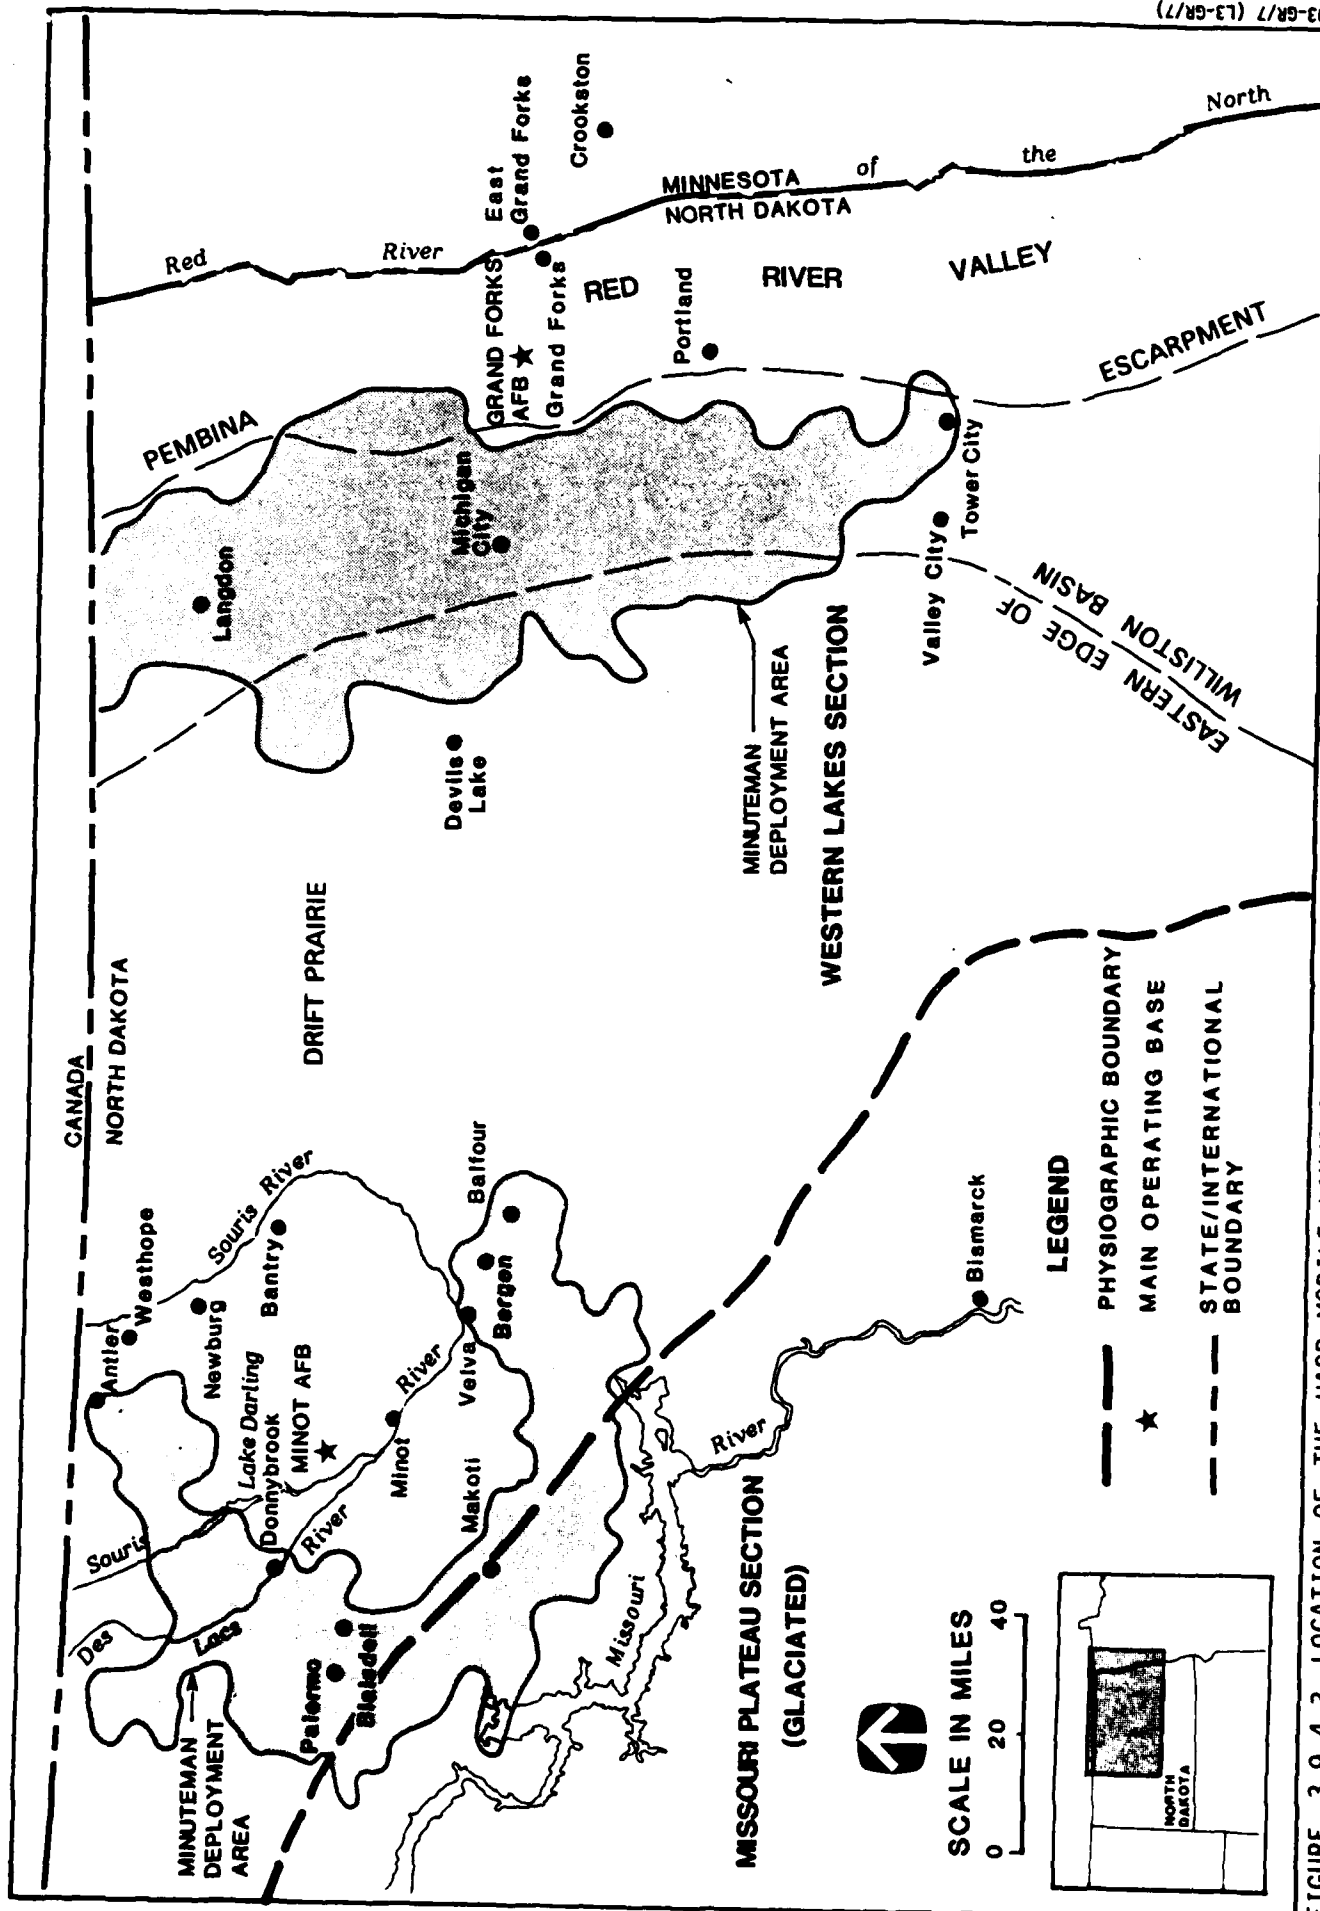 CANADA
NORTH DAKOTA
Antler
Westhope
Souris River
Newburg
Bantry
Lake Darling
Donnybrook
MINOT AFB
Souris
River
Des
Lacs
River
Minot
Velva
Bergen
Balfour
Makoti
Palermo
Blaisdell
MINUTEMAN
DEPLOYMENT
AREA
DRIFT PRAIRIE
Langdon
PEMBINA
Devils
Lake
Michigan
City
Red
River
GRAND FORKS
AFB
Grand Forks
East
Grand Forks
Crookston
MINNESOTA
NORTH DAKOTA
of
the
North
RED
RIVER
VALLEY
Portland
ESCARPMENT
Tower City
Valley City
EASTERN EDGE OF
WILLISTON BASIN
MINUTEMAN
DEPLOYMENT AREA
WESTERN LAKES SECTION
Missouri
River
Bismarck
MISSOURI PLATEAU SECTION
(GLACIATED)
SCALE IN MILES
0 20 40
NORTH
DAKOTA
LEGEND
PHYSIOGRAPHIC BOUNDARY
MAIN OPERATING BASE
STATE/INTERNATIONAL
BOUNDARY